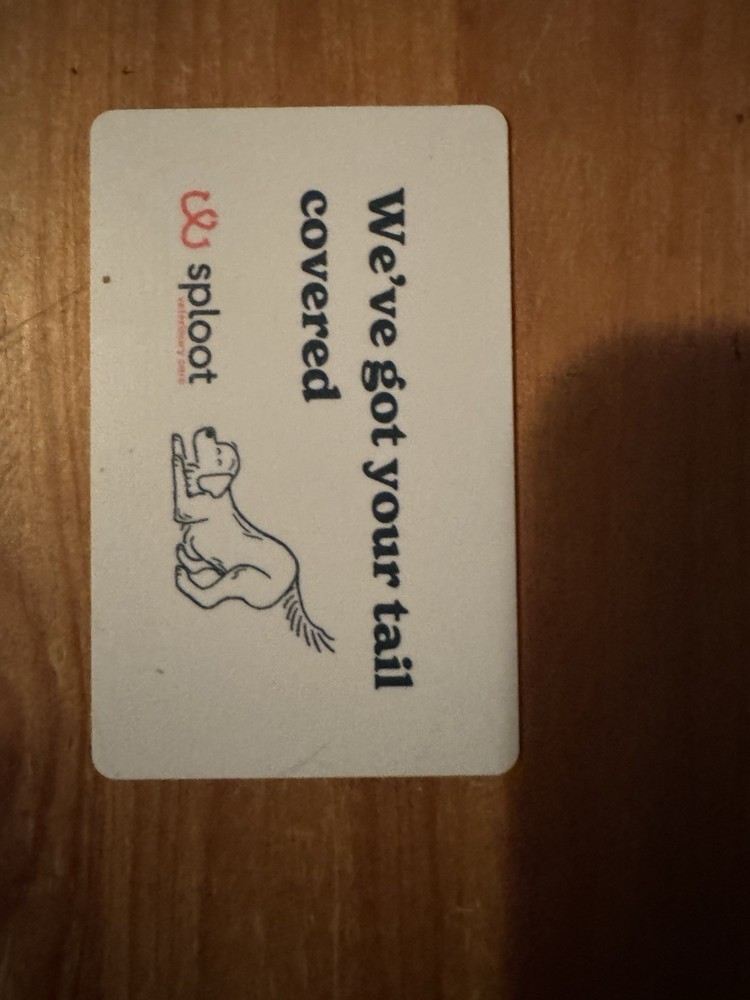 We've got your tail
covered
sploot
veterinary care